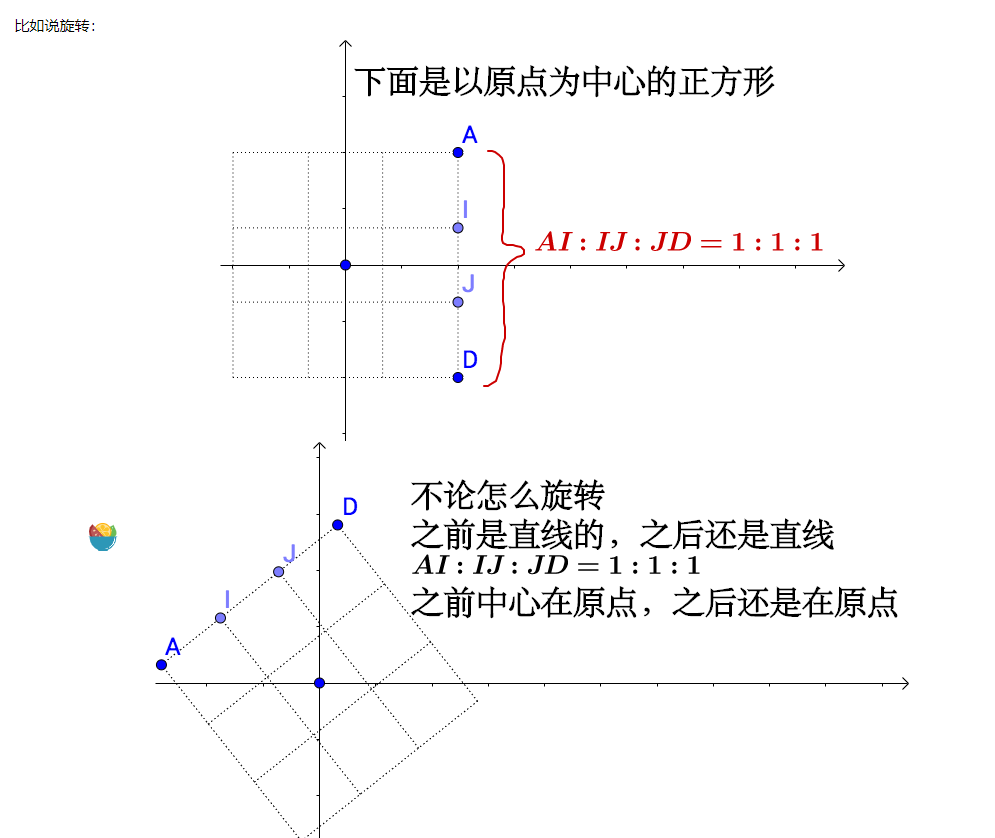 比如说旋转：
下面是以原点为中心的正方形
A
I
AI : IJ : JD = 1 : 1 : 1
J
D
D
不论怎么旋转
之前是直线的，之后还是直线
J
AI : IJ : JD = 1 : 1 : 1
I
之前中心在原点，之后还是在原点
A